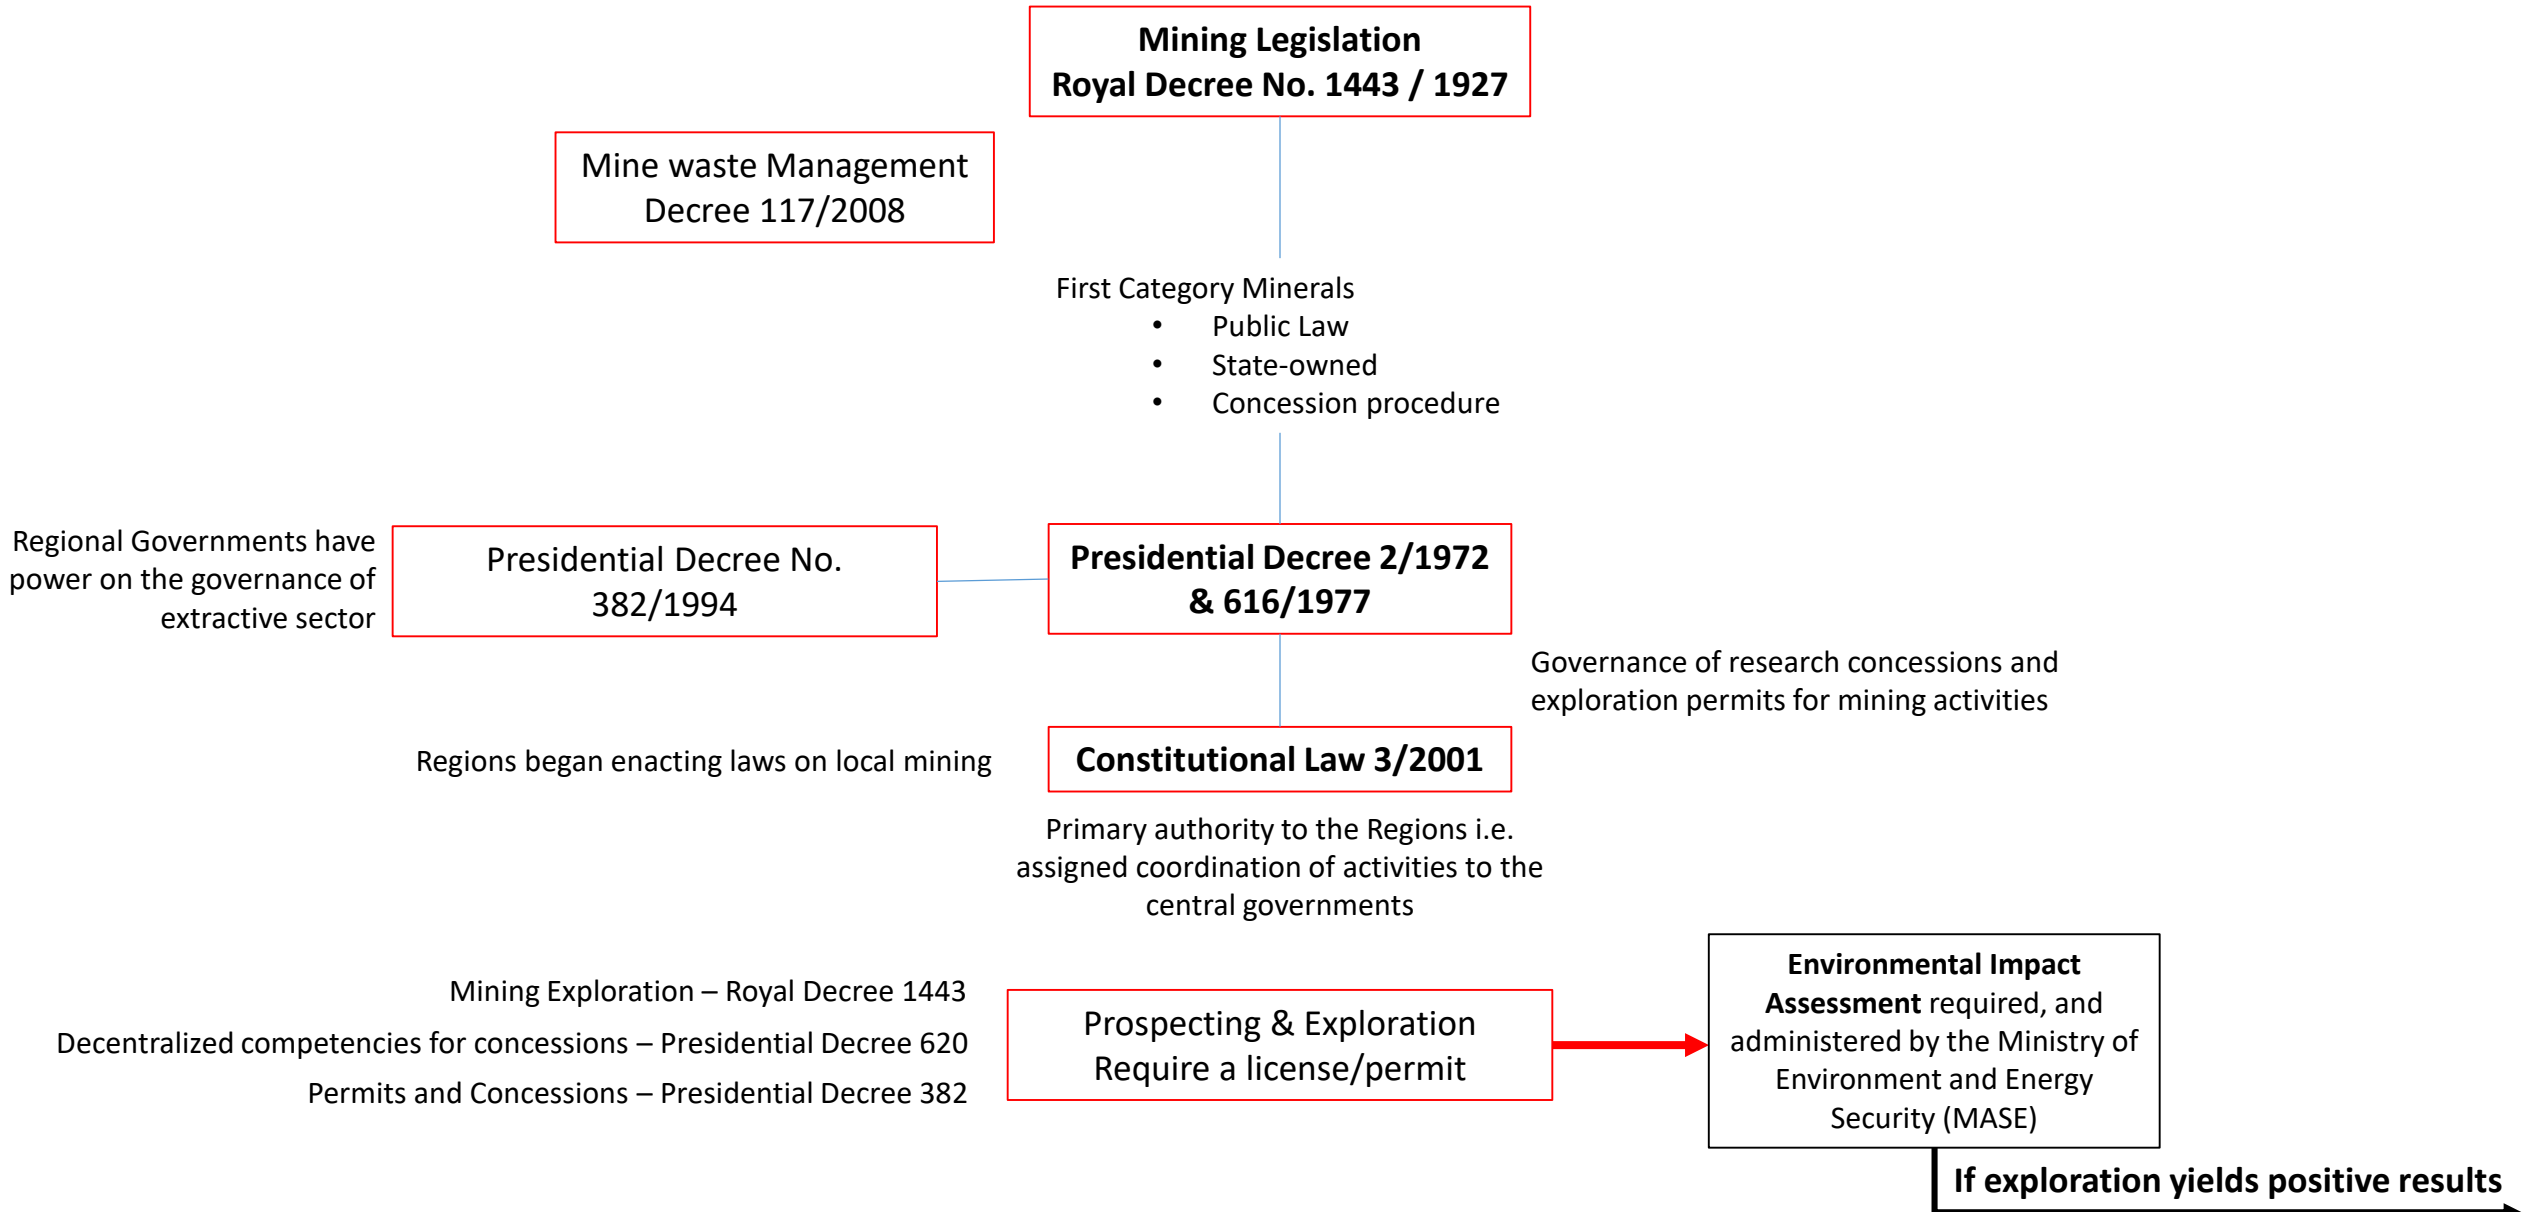 Mining Legislation
Royal Decree No. 1443 / 1927
Mine waste Management
Decree 117/2008
First Category Minerals
• Public Law
• State-owned
• Concession procedure
Regional Governments have
power on the governance of
extractive sector
Presidential Decree No.
382/1994
Presidential Decree 2/1972
& 616/1977
Governance of research concessions and
exploration permits for mining activities
Regions began enacting laws on local mining
Constitutional Law 3/2001
Primary authority to the Regions i.e.
assigned coordination of activities to the
central governments
Mining Exploration – Royal Decree 1443
Decentralized competencies for concessions – Presidential Decree 620
Permits and Concessions – Presidential Decree 382
Prospecting & Exploration
Require a license/permit
Environmental Impact
Assessment required, and
administered by the Ministry of
Environment and Energy
Security (MASE)
If exploration yields positive results